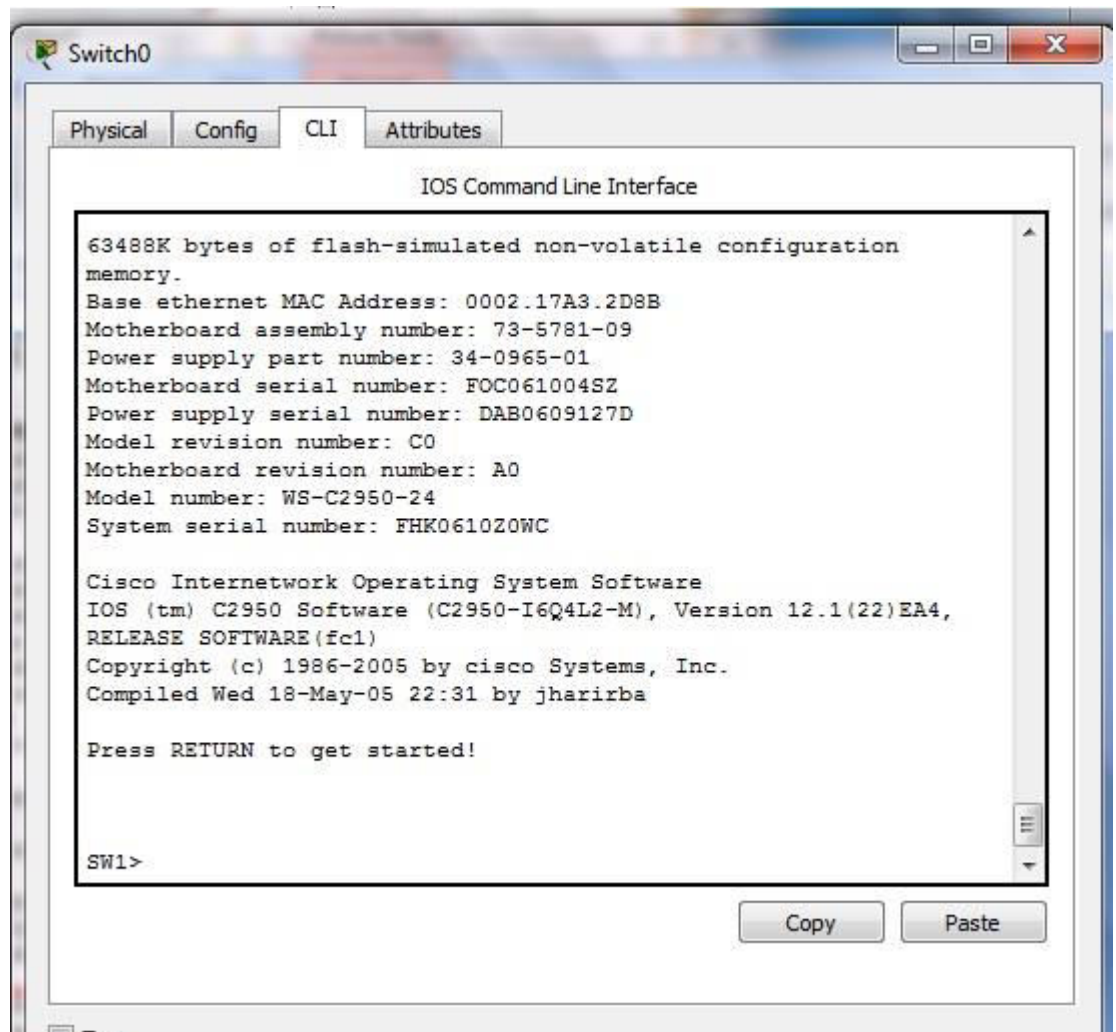 Switch0
Physical Config CLI Attributes
IOS Command Line Interface
63488K bytes of flash-simulated non-volatile configuration
memory.
Base ethernet MAC Address: 0002.17A3.2D8B
Motherboard assembly number: 73-5781-09
Power supply part number: 34-0965-01
Motherboard serial number: FOC061004SZ
Power supply serial number: DAB0609127D
Model revision number: C0
Motherboard revision number: A0
Model number: WS-C2950-24
System serial number: FHK0610Z0WC
Cisco Internetwork Operating System Software
IOS (tm) C2950 Software (C2950-I6Q4L2-M), Version 12.1(22)EA4,
RELEASE SOFTWARE(fc1)
Copyright (c) 1986-2005 by cisco Systems, Inc.
Compiled Wed 18-May-05 22:31 by jharirba
Press RETURN to get started!
SW1>
Copy Paste